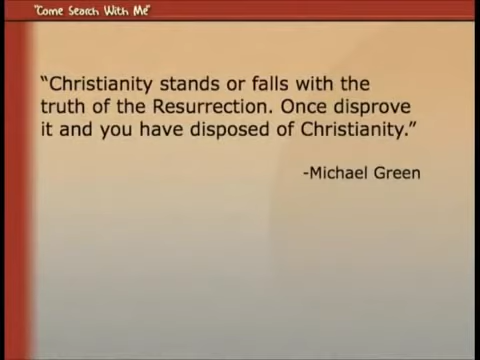 "Come Search With Me"
“Christianity stands or falls with the
truth of the Resurrection. Once disprove
it and you have disposed of Christianity.”
-Michael Green